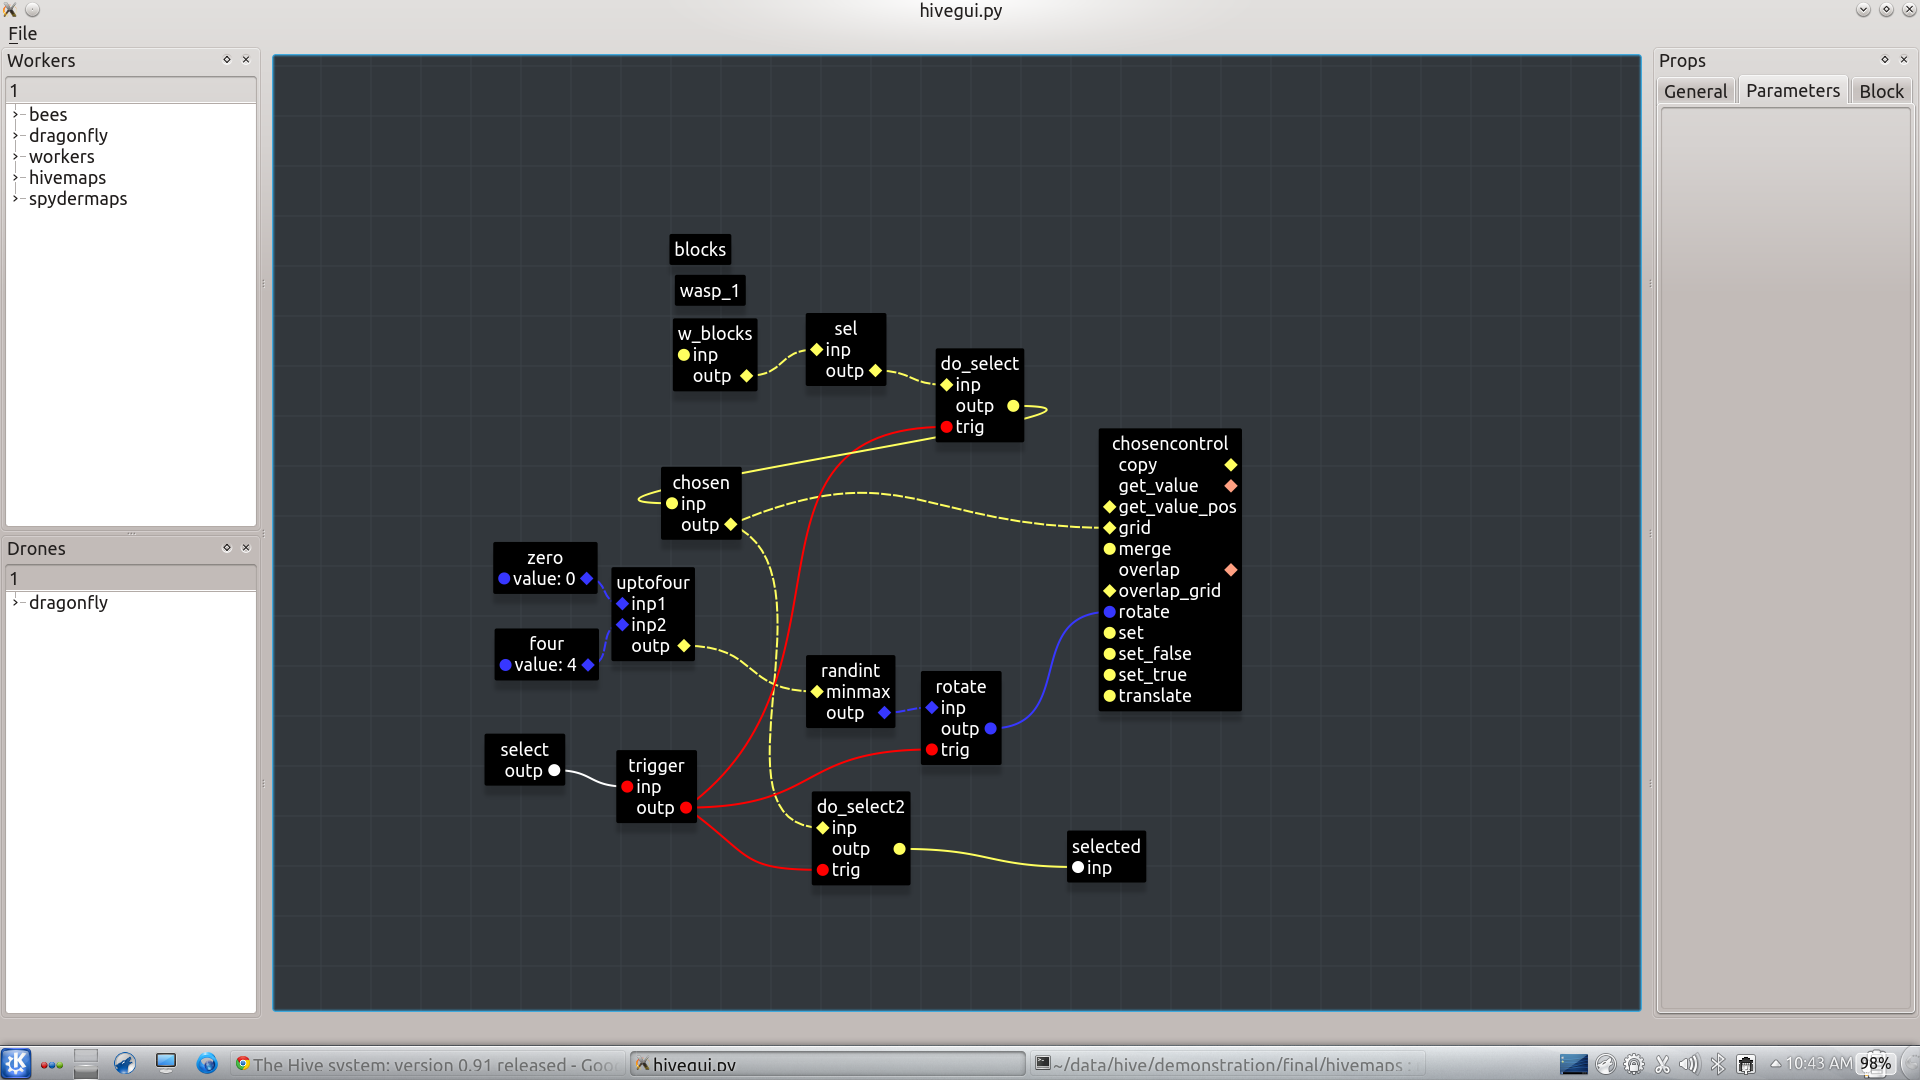 hivegui.py
File
Workers
1
bees
dragonfly
workers
hivemaps
spydermaps
Drones
1
dragonfly
blocks
wasp_1
w_blocks
inp
outp
sel
inp
outp
do_select
inp
outp
trig
chosen
inp
outp
chosencontrol
copy
get_value
get_value_pos
grid
merge
overlap
overlap_grid
rotate
set
set_false
set_true
translate
zero
value: 0
uptofour
inp1
inp2
outp
four
value: 4
randint
minmax
outp
rotate
inp
outp
trig
select
outp
trigger
inp
outp
do_select2
inp
outp
trig
selected
inp
Props
General Parameters Block
The Hive system: version 0.91 released - Goo
hivegui.py
~/data/hive/demonstration/final/hivemaps :
10:43 AM
98%